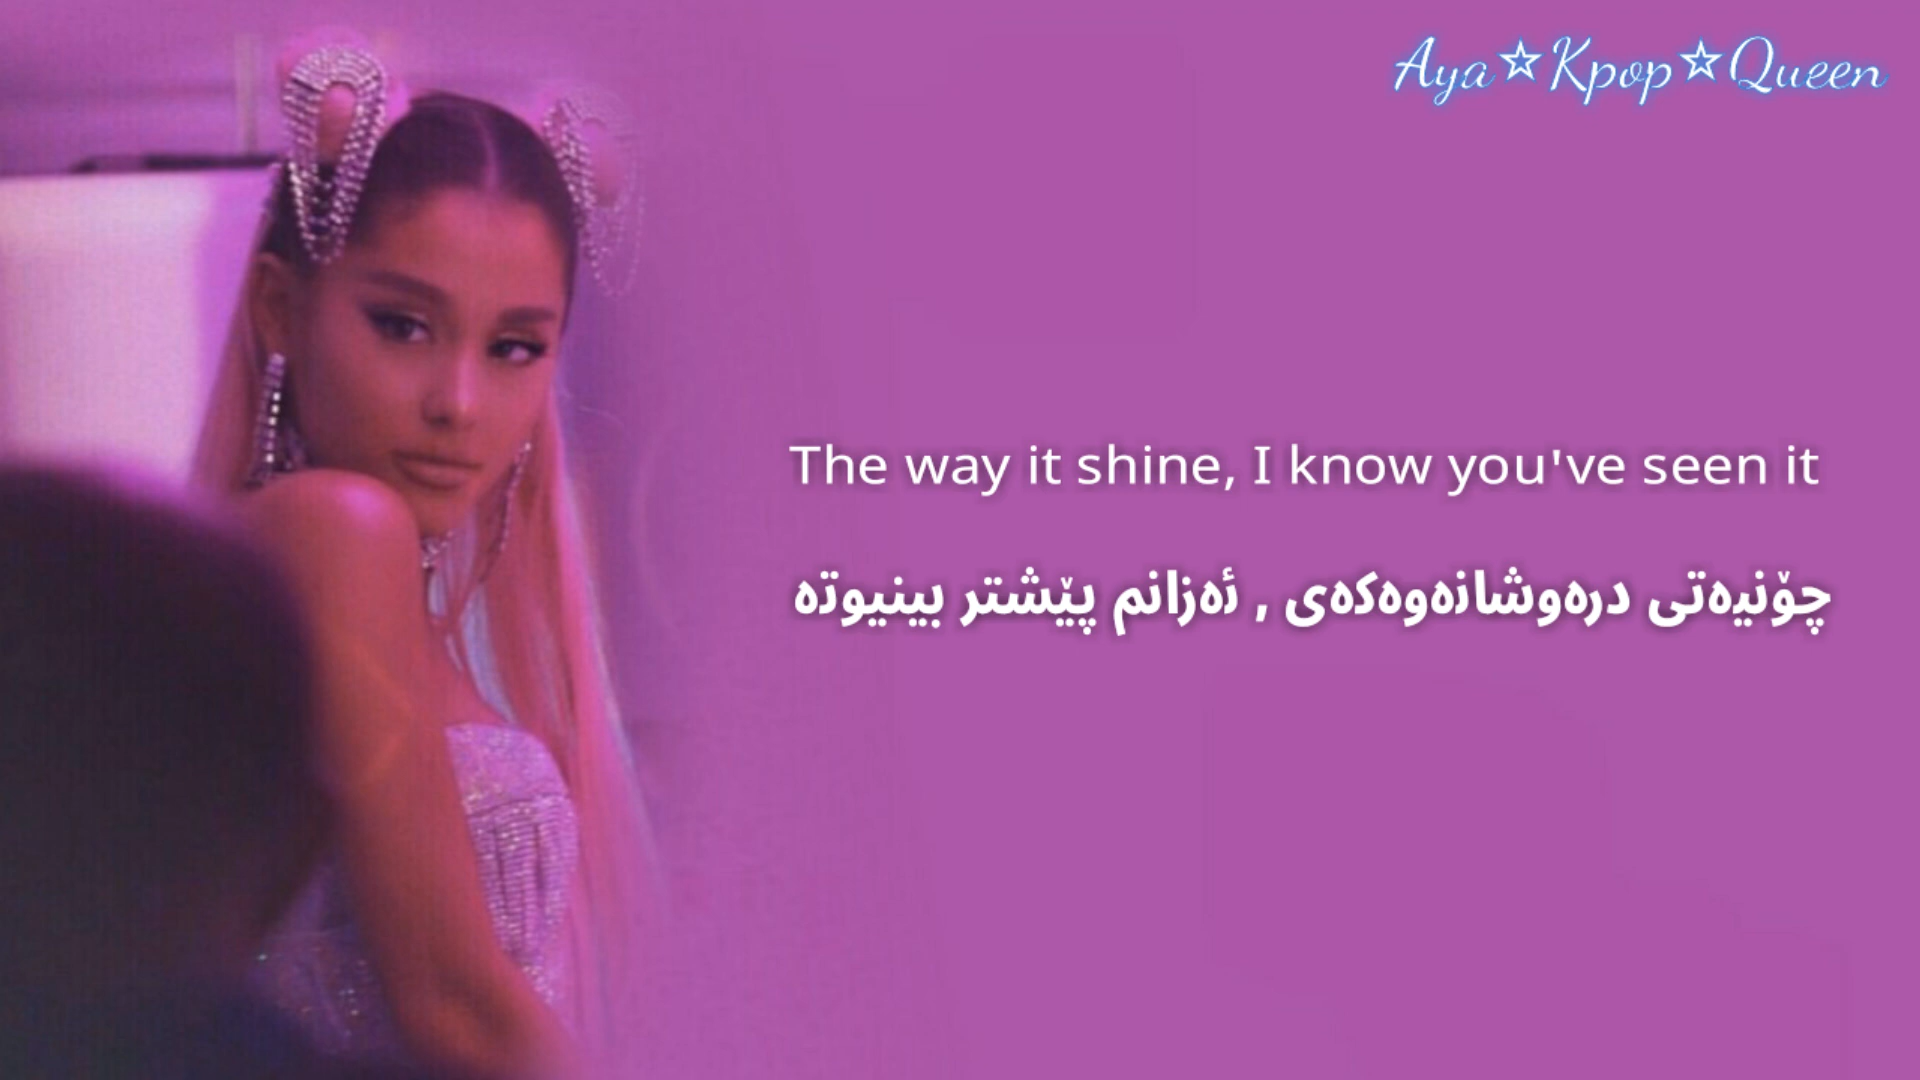 Aya☆Kpop☆Queen
The way it shine, I know you've seen it
چۆنیەتی درەوشانەوەکەی , ئەزانم پێشتر بینیوتە